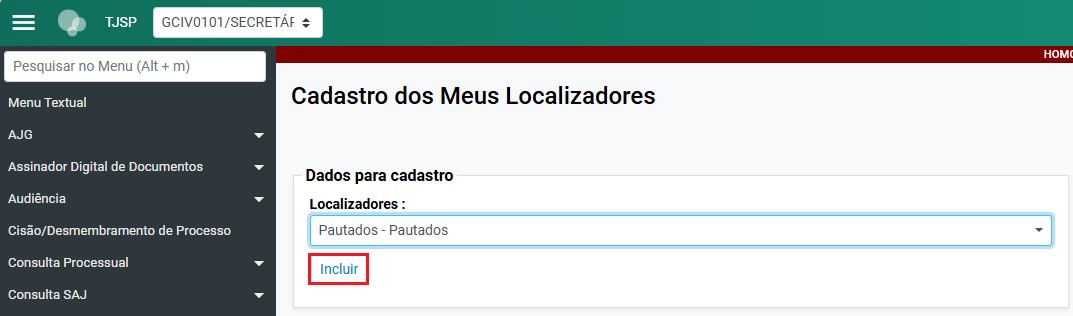 TJSP
GCIV0101/SECRETÁR
HOMO
Pesquisar no Menu (Alt + m)
Menu Textual
AJG
Assinador Digital de Documentos
Audiência
Cisão/Desmembramento de Processo
Consulta Processual
Consulta SAJ
Cadastro dos Meus Localizadores
Dados para cadastro
Localizadores :
Pautados - Pautados
Incluir